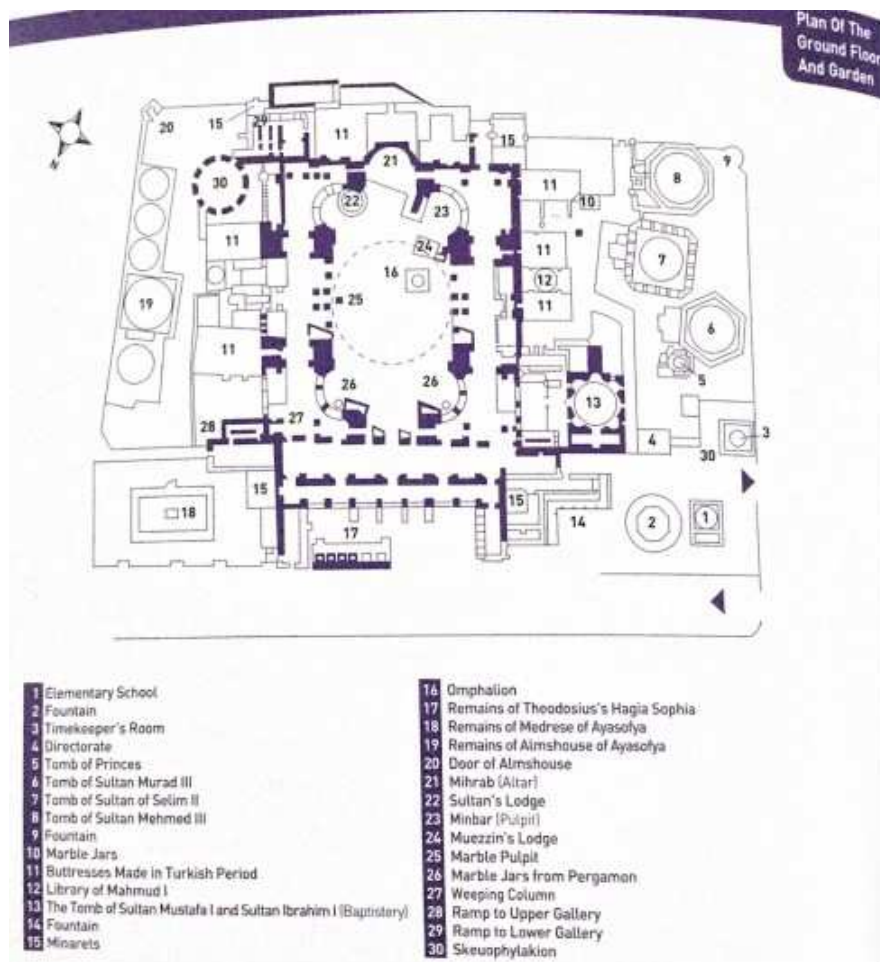 Plan Of The
Ground Floor
And Garden
N
20
15
29
11
21
15
9
30
22
23
11
10
8
11
24
11
7
16
12
19
25
11
6
11
5
26
26
13
28
27
4
3
30
15
15
18
17
14
2
1
1 Elementary School
2 Fountain
3 Timekeeper's Room
4 Directorate
5 Tomb of Princes
6 Tomb of Sultan Murad III
7 Tomb of Sultan of Selim II
8 Tomb of Sultan Mehmed III
9 Fountain
10 Marble Jars
11 Buttresses Made in Turkish Period
12 Library of Mahmud I
13 The Tomb of Sultan Mustafa I and Sultan Ibrahim I (Baptistery)
14 Fountain
15 Minarets
16 Omphalion
17 Remains of Theodosius's Hagia Sophia
18 Remains of Medrese of Ayasofya
19 Remains of Almshouse of Ayasofya
20 Door of Almshouse
21 Mihrab (Altar)
22 Sultan's Lodge
23 Minbar (Pulpit)
24 Muezzin's Lodge
25 Marble Pulpit
26 Marble Jars from Pergamon
27 Weeping Column
28 Ramp to Upper Gallery
29 Ramp to Lower Gallery
30 Skeuophylakion